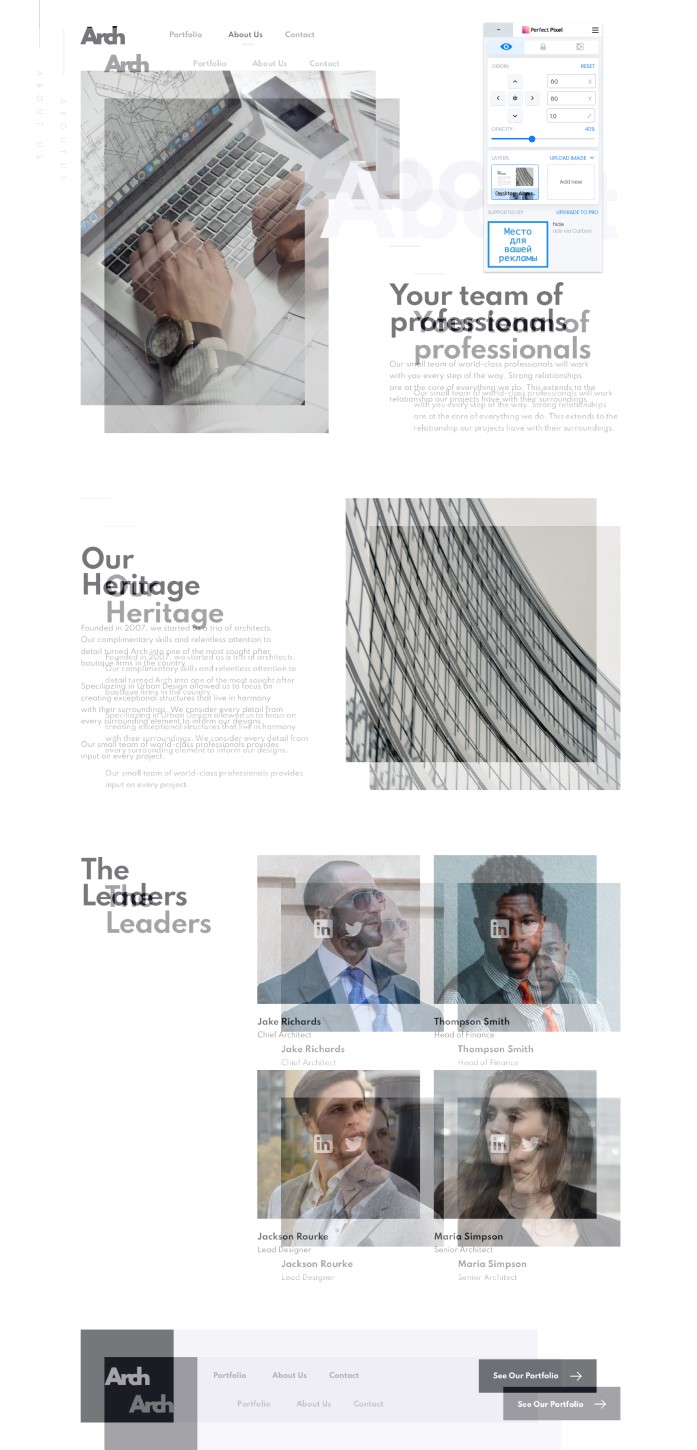 Arch Portfolio About Us Contact
Arch Portfolio About Us Contact
ABOUT US
ABOUT US
Perfect Pixel
ORIGIN: RESET
60 X
60 Y
1.0
OPACITY: 40%
LAYERS: UPLOAD IMAGE
Desktop-About
Add new
SUPPORTED BY UPGRADE TO PRO
Место
для
вашей
рекламы
hide
ads via Carbon
About
About
Your team of
professionals
Your team of
professionals
Our small team of world-class professionals will work
with you every step of the way. Strong relationships
are at the core of everything we do. This extends to the
relationship our projects have with their surroundings.
Our small team of world-class professionals will work
with you every step of the way. Strong relationships
are at the core of everything we do. This extends to the
relationship our projects have with their surroundings.
Our
Heritage
Our
Heritage
Founded in 2007, we started as a trio of architects.
Our complimentary skills and relentless attention to
detail turned Arch into one of the most sought after
boutique firms in the country.
Specilizing in Urban Design allowed us to focus on
creating exceptional structures that live in harmony
with their surroundings. We consider every detail from
every surrounding element to inform our designs.
Our small team of world-class professionals provides
input on every project.
Founded in 2007, we started as a trio of architects.
Our complimentary skills and relentless attention to
detail turned Arch into one of the most sought after
boutique firms in the country.
Specilizing in Urban Design allowed us to focus on
creating exceptional structures that live in harmony
with their surroundings. We consider every detail from
every surrounding element to inform our designs.
Our small team of world-class professionals provides
input on every project.
The
Leaders
The
Leaders
in in
Jake Richards Thompson Smith
Chief Architect Head of Finance
Jake Richards Thompson Smith
Chief Architect Head of Finance
in in
Jackson Rourke Maria Simpson
Lead Designer Senior Architect
Jackson Rourke Maria Simpson
Lead Designer Senior Architect
Arch Portfolio About Us Contact See Our Portfolio
Arch Portfolio About Us Contact See Our Portfolio